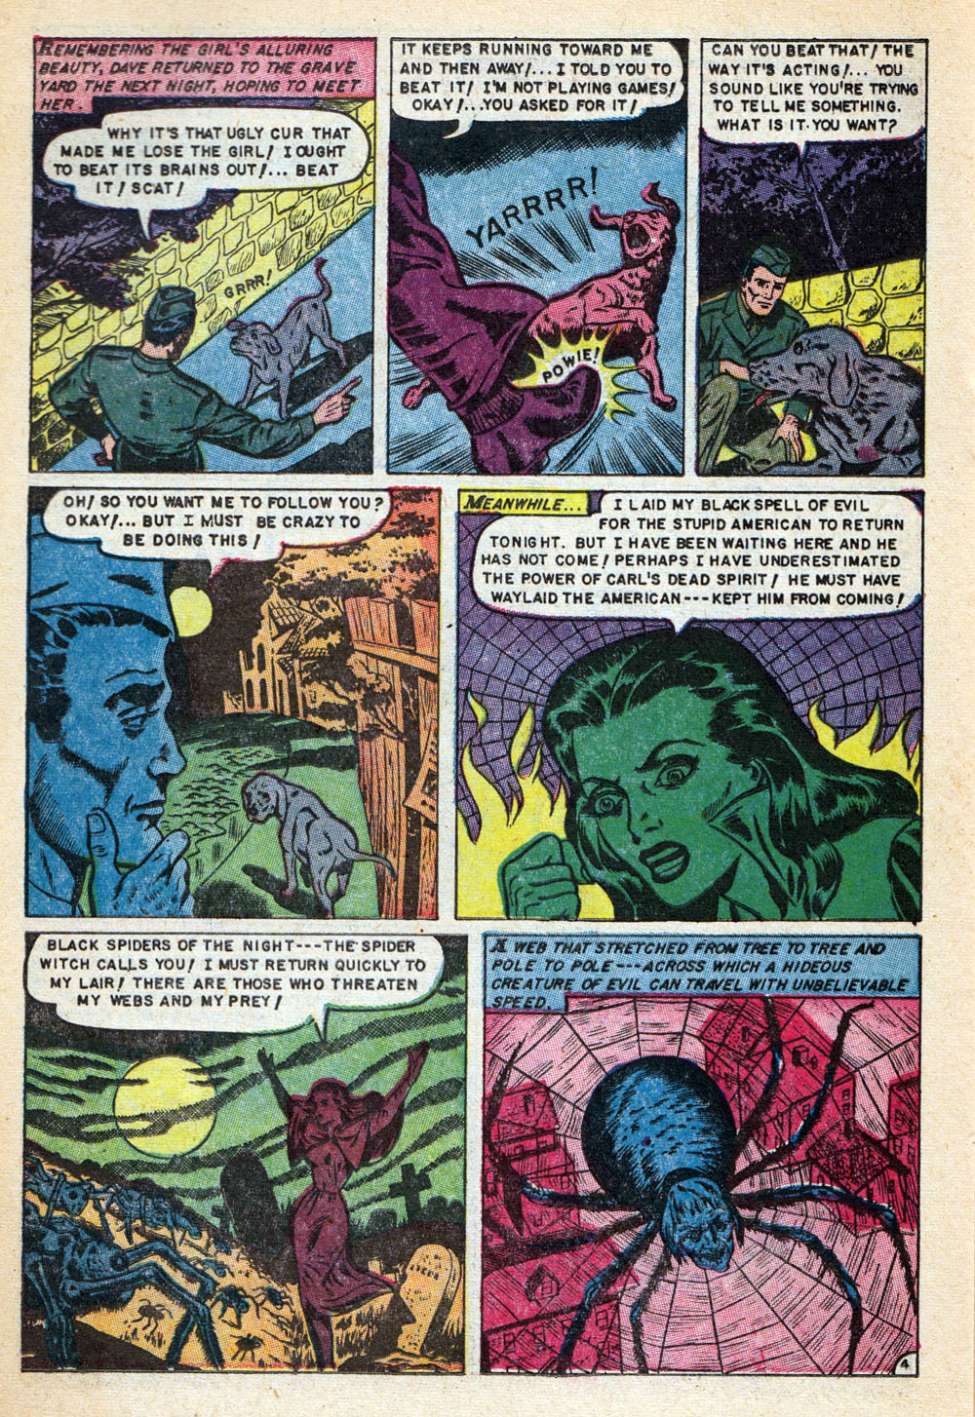 REMEMBERING THE GIRL'S ALLURING
BEAUTY, DAVE RETURNED TO THE GRAVE
YARD THE NEXT NIGHT, HOPING TO MEET
HER.
WHY IT'S THAT UGLY CUR THAT
MADE ME LOSE THE GIRL! I OUGHT
TO BEAT ITS BRAINS OUT!... BEAT
IT! SCAT!
GRRR!
IT KEEPS RUNNING TOWARD ME
AND THEN AWAY!... I TOLD YOU TO
BEAT IT! I'M NOT PLAYING GAMES!
OKAY!...YOU ASKED FOR IT!
YARRRR!
POWIE!
CAN YOU BEAT THAT! THE
WAY IT'S ACTING!... YOU
SOUND LIKE YOU'RE TRYING
TO TELL ME SOMETHING.
WHAT IS IT YOU WANT?
OH! SO YOU WANT ME TO FOLLOW YOU?
OKAY!... BUT I MUST BE CRAZY TO
BE DOING THIS!
MEANWHILE...
I LAID MY BLACK SPELL OF EVIL
FOR THE STUPID AMERICAN TO RETURN
TONIGHT. BUT I HAVE BEEN WAITING HERE AND HE
HAS NOT COME! PERHAPS I HAVE UNDERESTIMATED
THE POWER OF CARL'S DEAD SPIRIT! HE MUST HAVE
WAYLAID THE AMERICAN---KEPT HIM FROM COMING!
BLACK SPIDERS OF THE NIGHT---THE SPIDER
WITCH CALLS YOU! I MUST RETURN QUICKLY TO
MY LAIR! THERE ARE THOSE WHO THREATEN
MY WEBS AND MY PREY!
A WEB THAT STRETCHED FROM TREE TO TREE AND
POLE TO POLE---ACROSS WHICH A HIDEOUS
CREATURE OF EVIL CAN TRAVEL WITH UNBELIEVABLE
SPEED.
4